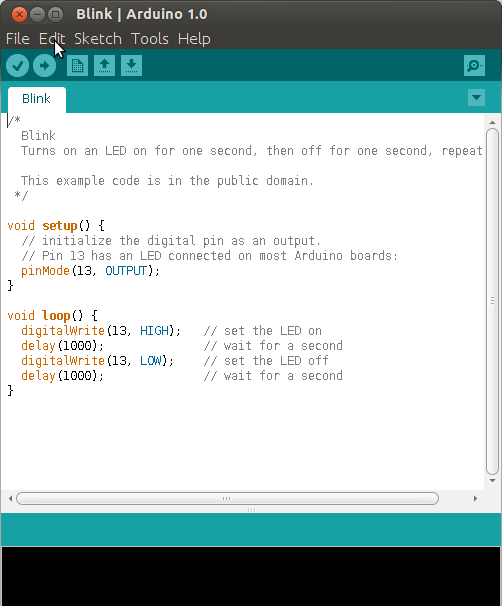 Blink | Arduino 1.0
File Edit Sketch Tools Help
Blink
/*
  Blink
  Turns on an LED on for one second, then off for one second, repeat

  This example code is in the public domain.
 */

void setup() {
  // initialize the digital pin as an output.
  // Pin 13 has an LED connected on most Arduino boards:
  pinMode(13, OUTPUT);
}

void loop() {
  digitalWrite(13, HIGH);   // set the LED on
  delay(1000);              // wait for a second
  digitalWrite(13, LOW);    // set the LED off
  delay(1000);              // wait for a second
}